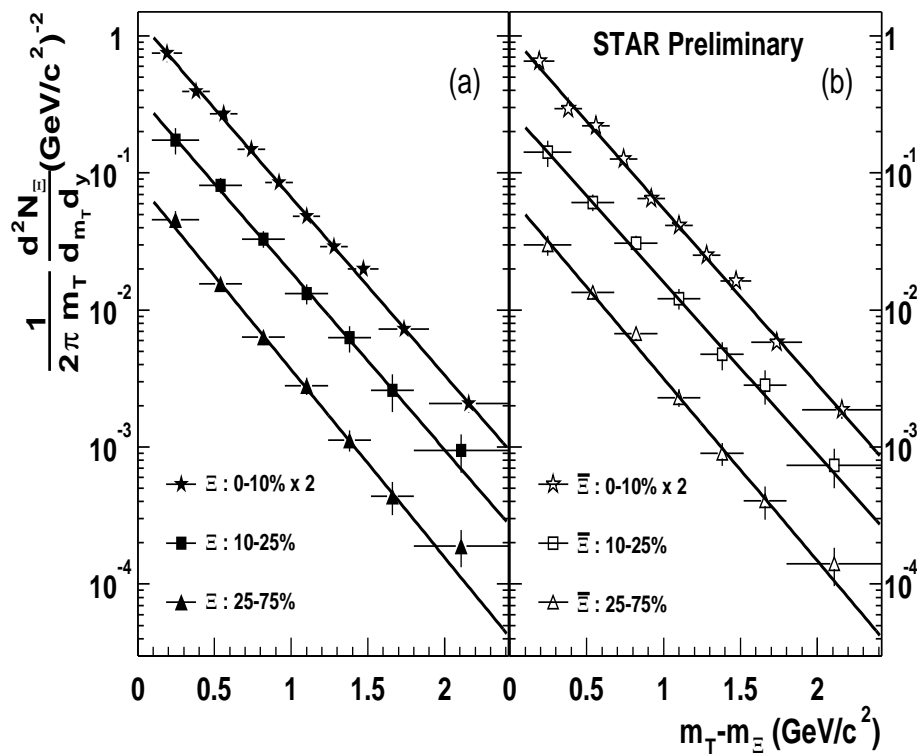 1 d²N_Ξ (GeV/c²)⁻²
2π m_T d_{m_T} d_y
1
10⁻¹
10⁻²
10⁻³
10⁻⁴
(a)
Ξ : 0-10% x 2
Ξ : 10-25%
Ξ : 25-75%
0 0.5 1 1.5 2
STAR Preliminary
(b)
Ξ̅ : 0-10% x 2
Ξ̅ : 10-25%
Ξ̅ : 25-75%
1
10⁻¹
10⁻²
10⁻³
10⁻⁴
0 0.5 1 1.5 2
m_T-m_Ξ (GeV/c²)